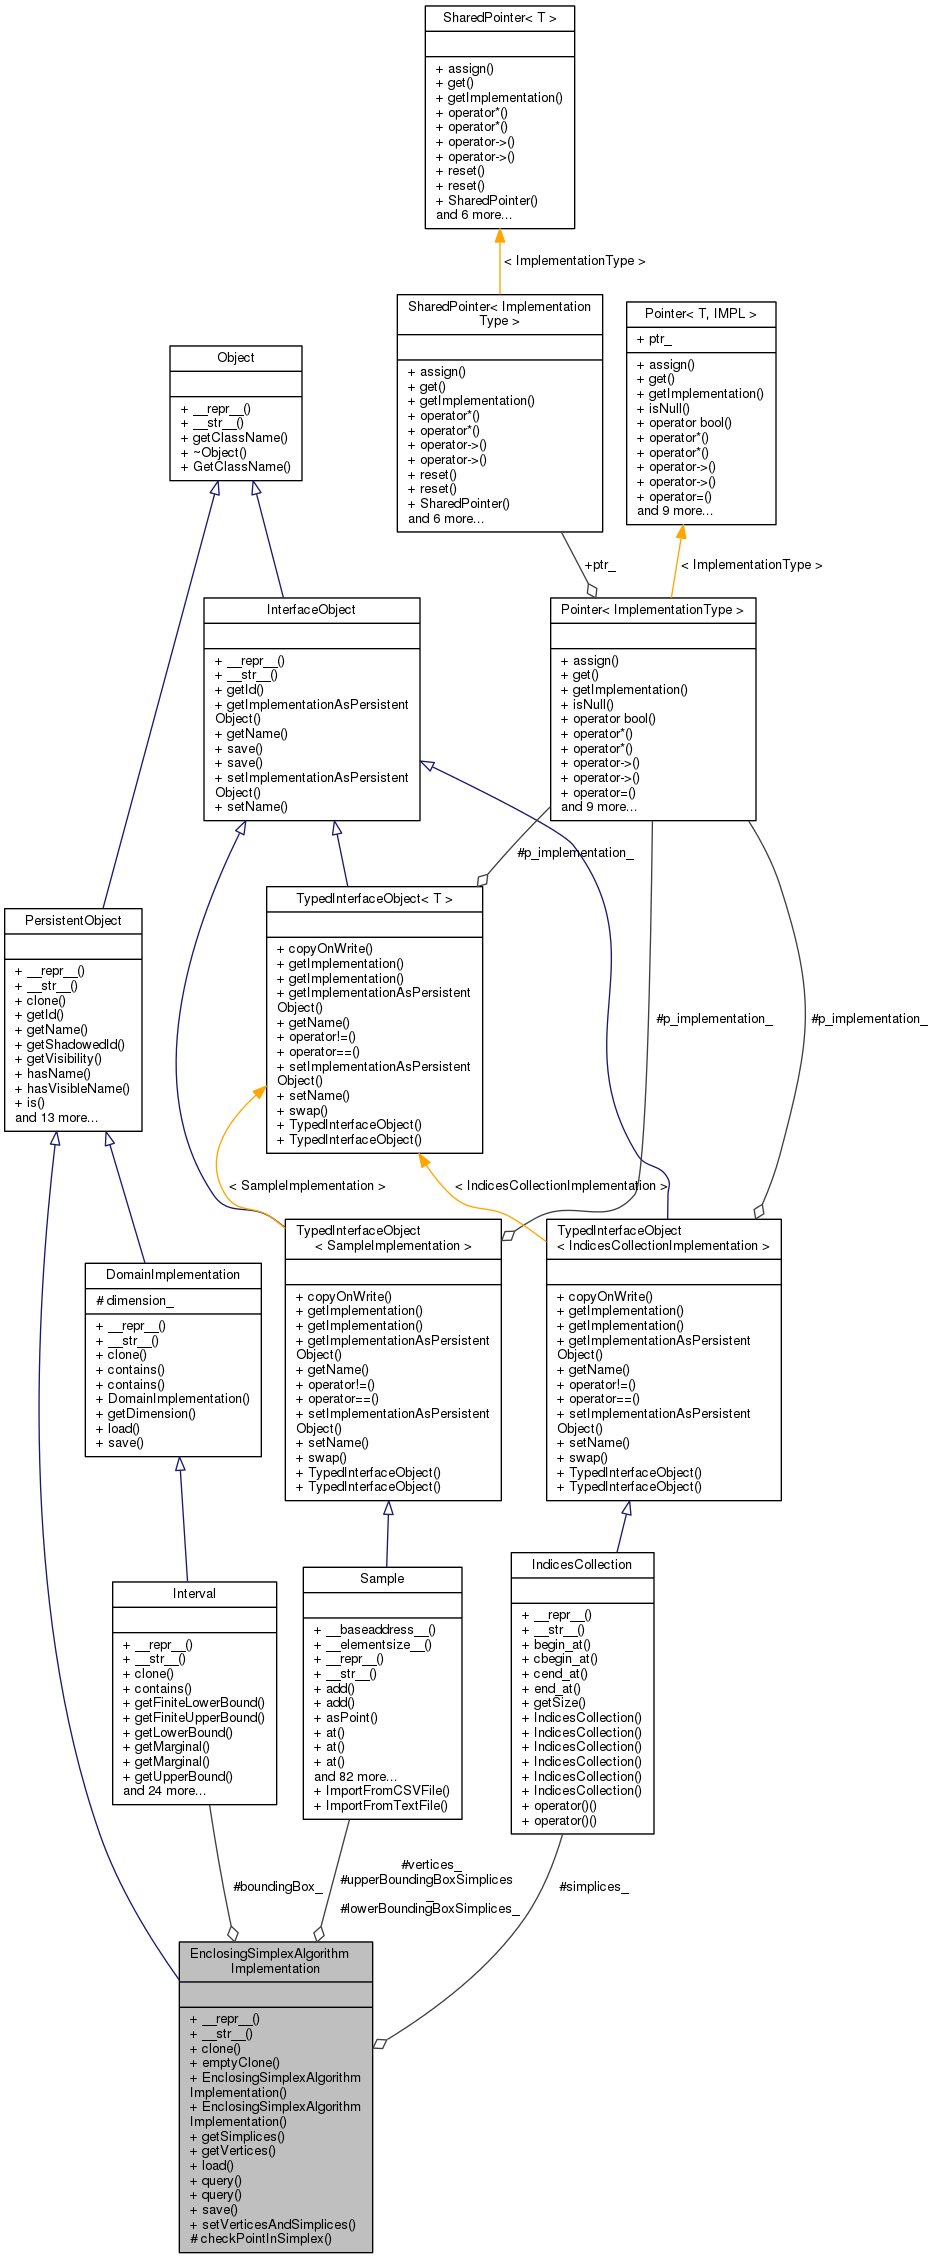 SharedPointer< T >
+ assign()
+ get()
+ getImplementation()
+ operator*()
+ operator*()
+ operator->()
+ operator->()
+ reset()
+ reset()
+ SharedPointer()
and 6 more...
< ImplementationType >
SharedPointer< Implementation
Type >
+ assign()
+ get()
+ getImplementation()
+ operator*()
+ operator*()
+ operator->()
+ operator->()
+ reset()
+ reset()
+ SharedPointer()
and 6 more...
Pointer< T, IMPL >
+ ptr_
+ assign()
+ get()
+ getImplementation()
+ isNull()
+ operator bool()
+ operator*()
+ operator*()
+ operator->()
+ operator->()
+ operator=()
and 9 more...
Object
+ __repr__()
+ __str__()
+ getClassName()
+ ~Object()
+ GetClassName()
+ptr_
< ImplementationType >
InterfaceObject
+ __repr__()
+ __str__()
+ getId()
+ getImplementationAsPersistent
Object()
+ getName()
+ save()
+ save()
+ setImplementationAsPersistent
Object()
+ setName()
Pointer< ImplementationType >
+ assign()
+ get()
+ getImplementation()
+ isNull()
+ operator bool()
+ operator*()
+ operator*()
+ operator->()
+ operator->()
+ operator=()
and 9 more...
#p_implementation_
TypedInterfaceObject< T >
+ copyOnWrite()
+ getImplementation()
+ getImplementation()
+ getImplementationAsPersistent
Object()
+ getName()
+ operator!=()
+ operator==()
+ setImplementationAsPersistent
Object()
+ setName()
+ swap()
+ TypedInterfaceObject()
+ TypedInterfaceObject()
PersistentObject
+ __repr__()
+ __str__()
+ clone()
+ getId()
+ getName()
+ getShadowedId()
+ getVisibility()
+ hasName()
+ hasVisibleName()
+ is()
and 13 more...
#p_implementation_
#p_implementation_
< SampleImplementation >
< IndicesCollectionImplementation >
TypedInterfaceObject
< SampleImplementation >
+ copyOnWrite()
+ getImplementation()
+ getImplementation()
+ getImplementationAsPersistent
Object()
+ getName()
+ operator!=()
+ operator==()
+ setImplementationAsPersistent
Object()
+ setName()
+ swap()
+ TypedInterfaceObject()
+ TypedInterfaceObject()
TypedInterfaceObject
< IndicesCollectionImplementation >
+ copyOnWrite()
+ getImplementation()
+ getImplementation()
+ getImplementationAsPersistent
Object()
+ getName()
+ operator!=()
+ operator==()
+ setImplementationAsPersistent
Object()
+ setName()
+ swap()
+ TypedInterfaceObject()
+ TypedInterfaceObject()
DomainImplementation
# dimension_
+ __repr__()
+ __str__()
+ clone()
+ contains()
+ contains()
+ DomainImplementation()
+ getDimension()
+ load()
+ save()
Interval
+ __repr__()
+ __str__()
+ clone()
+ contains()
+ getFiniteLowerBound()
+ getFiniteUpperBound()
+ getLowerBound()
+ getMarginal()
+ getMarginal()
+ getUpperBound()
and 24 more...
Sample
+ __baseaddress__()
+ __elementsize__()
+ __repr__()
+ __str__()
+ add()
+ add()
+ asPoint()
+ at()
+ at()
+ at()
and 82 more...
+ ImportFromCSVFile()
+ ImportFromTextFile()
IndicesCollection
+ __repr__()
+ __str__()
+ begin_at()
+ cbegin_at()
+ cend_at()
+ end_at()
+ getSize()
+ IndicesCollection()
+ IndicesCollection()
+ IndicesCollection()
+ IndicesCollection()
+ IndicesCollection()
+ IndicesCollection()
+ operator()()
+ operator()()
#boundingBox_
#vertices_
#upperBoundingBoxSimplices
_
#lowerBoundingBoxSimplices_
#simplices_
EnclosingSimplexAlgorithm
Implementation
+ __repr__()
+ __str__()
+ clone()
+ emptyClone()
+ EnclosingSimplexAlgorithm
Implementation()
+ EnclosingSimplexAlgorithm
Implementation()
+ getSimplices()
+ getVertices()
+ load()
+ query()
+ query()
+ save()
+ setVerticesAndSimplices()
# checkPointInSimplex()